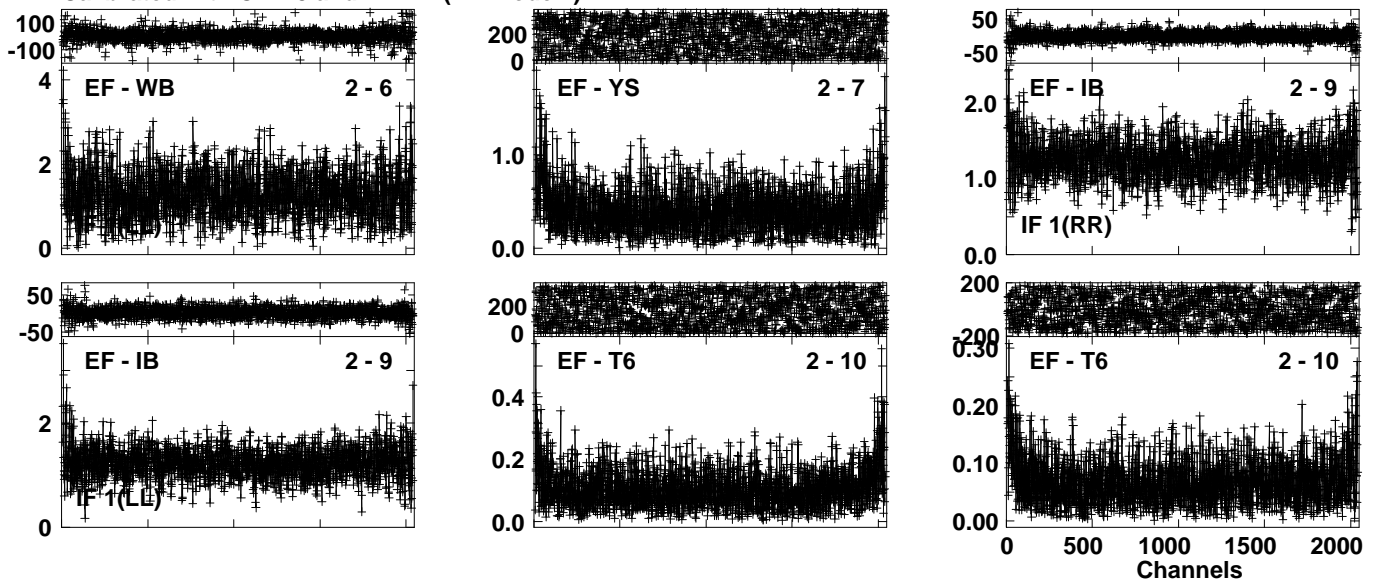 100
-100
EF - WB 2 - 6
4
2
0
200
0
EF - YS 2 - 7
1.0
0.0
50
-50
EF - IB 2 - 9
2.0
1.0
IF 1(RR)
0.0
50
-50
EF - IB 2 - 9
2
IF 1(LL)
0
200
0
EF - T6 2 - 10
0.4
0.2
0.0
200
-200
0.30
EF - T6 2 - 10
0.20
0.10
0.00
0 500 1000 1500 2000
Channels